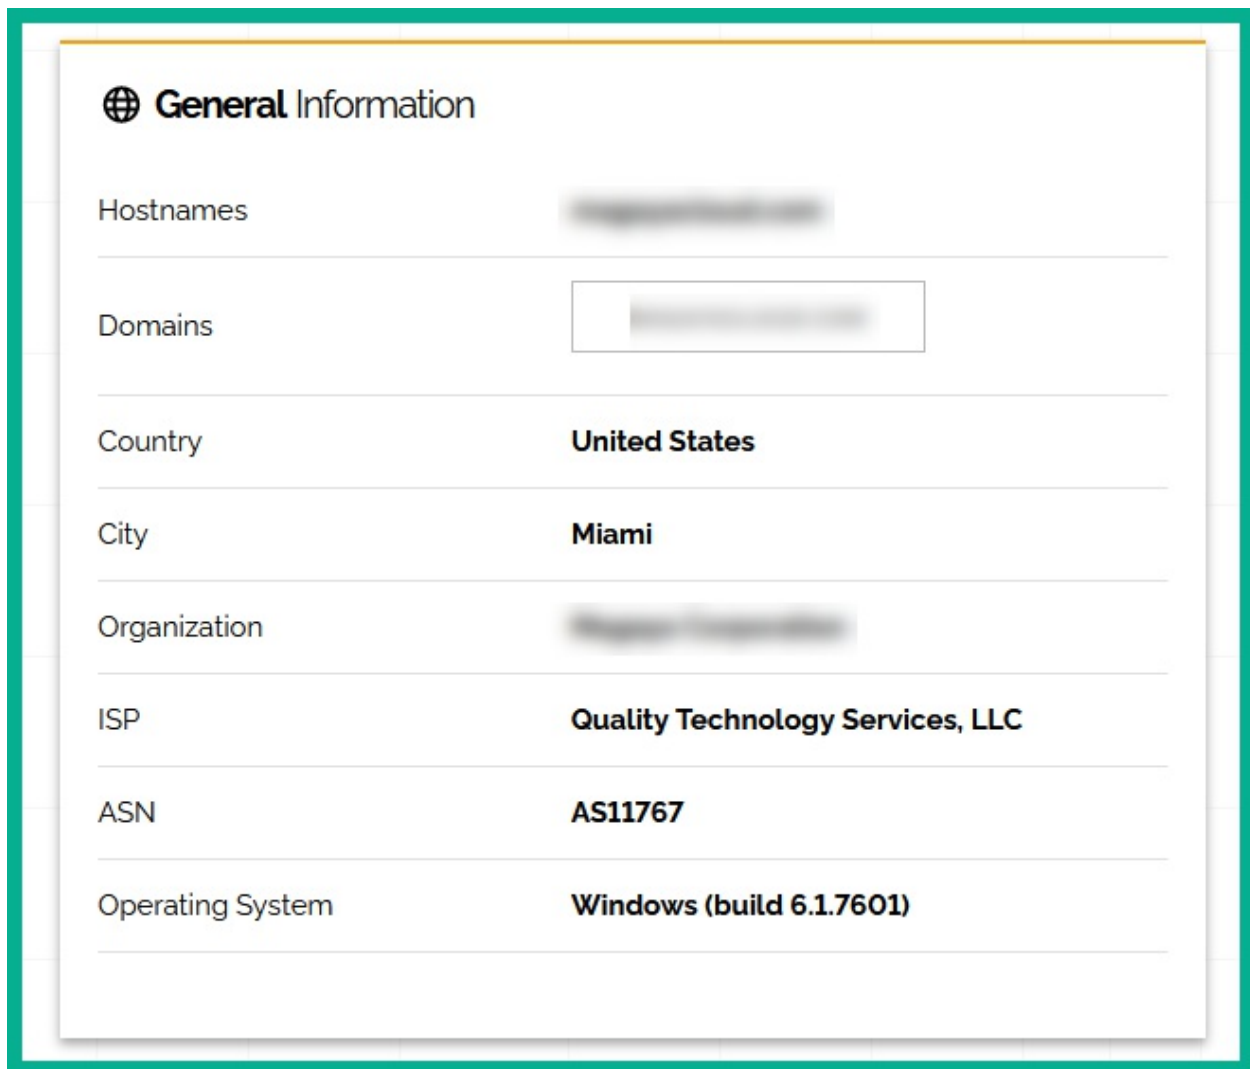 General Information
Hostnames
Domains
Country United States
City Miami
Organization
ISP Quality Technology Services, LLC
ASN AS11767
Operating System Windows (build 6.1.7601)